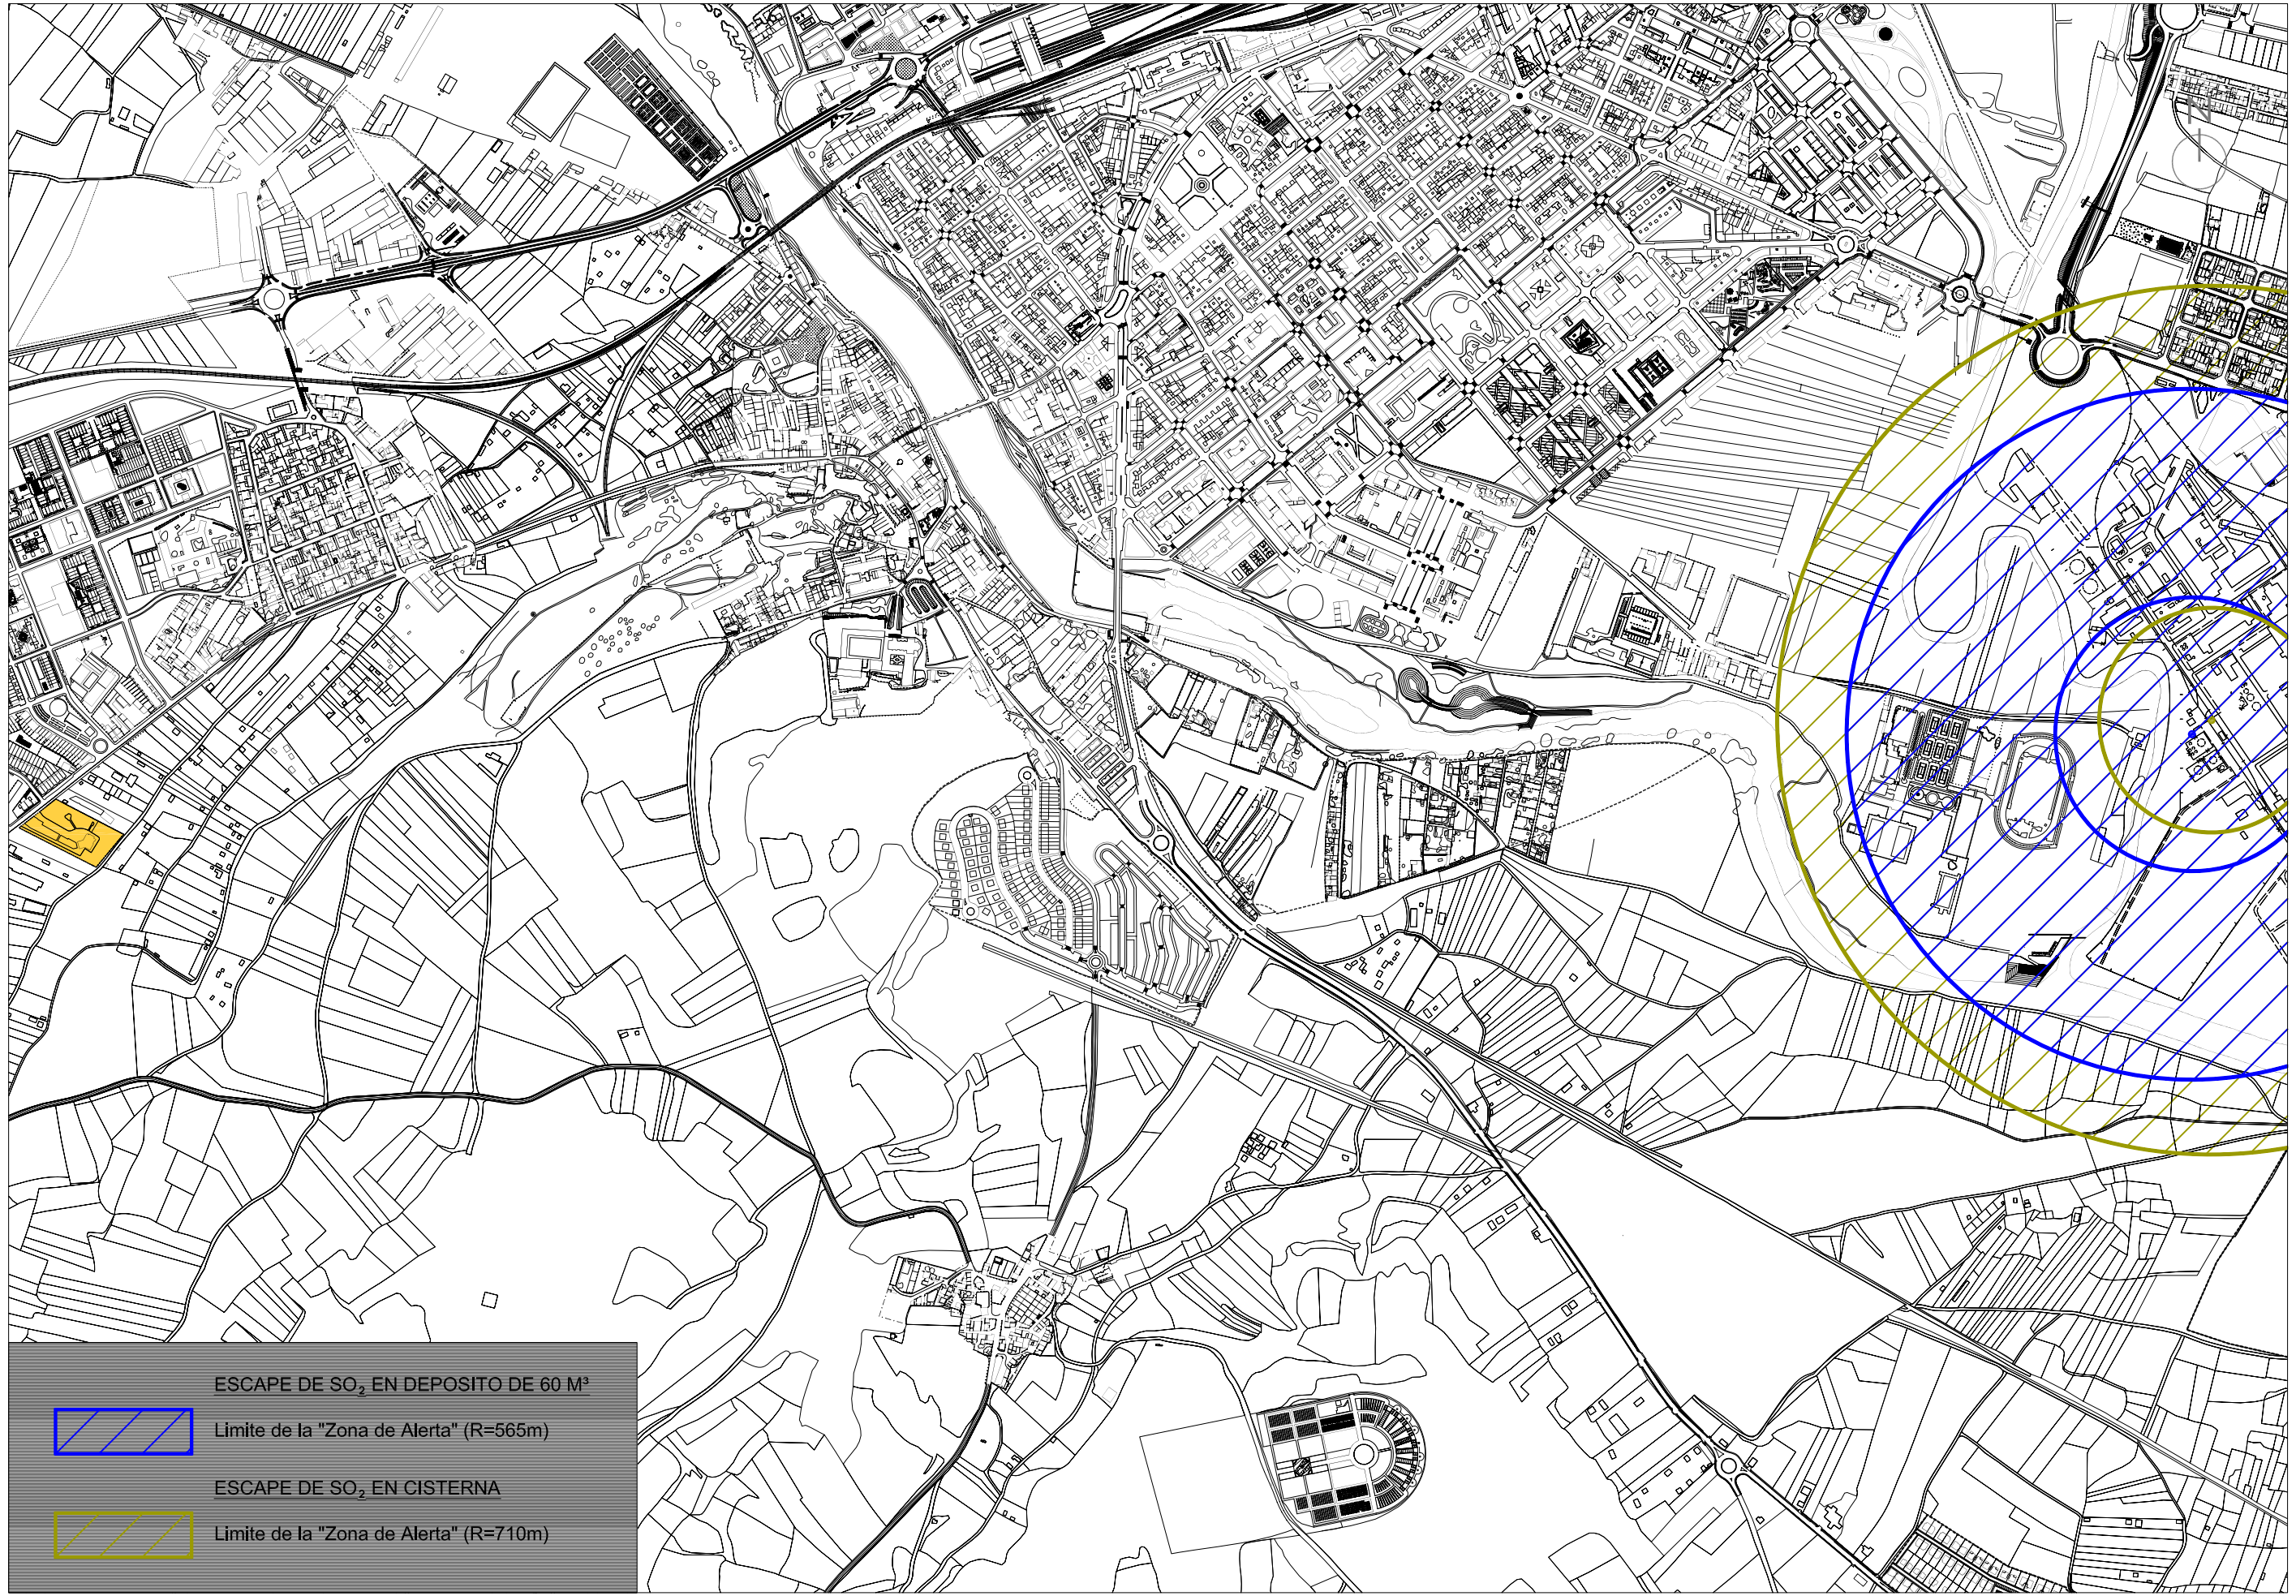 N
ESCAPE DE SO₂ EN DEPOSITO DE 60 M³
Limite de la "Zona de Alerta" (R=565m)
ESCAPE DE SO₂ EN CISTERNA
Limite de la "Zona de Alerta" (R=710m)